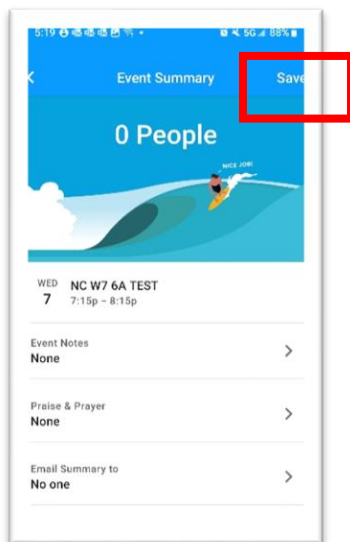 5:19 5G 88%
Event Summary Save
0 People
NICE JOB!
WED NC W7 6A TEST
7 7:15p – 8:15p
Event Notes
None
Praise & Prayer
None
Email Summary to
No one